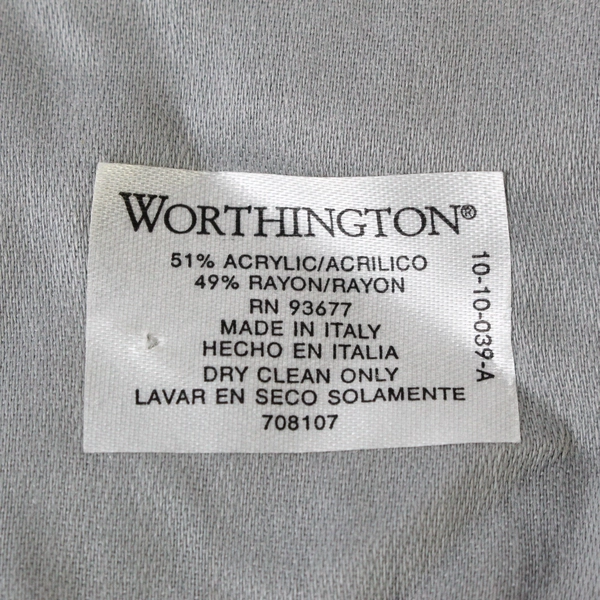 WORTHINGTON®
51% ACRYLIC/ACRILICO
49% RAYON/RAYON
RN 93677
MADE IN ITALY
HECHO EN ITALIA
DRY CLEAN ONLY
LAVAR EN SECO SOLAMENTE
708107
10-10-039-A